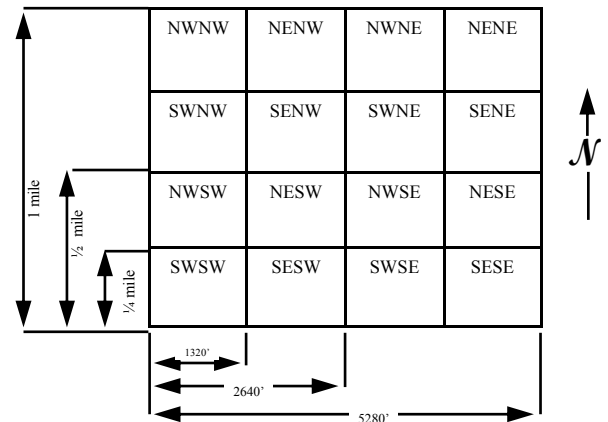 NWNW NENW NWNE NENE
SWNW SENW SWNE SENE
N
1 mile
½ mile
NWSW NESW NWSE NESE
¼ mile
SWSW SESW SWSE SESE
1320'
2640'
5280'